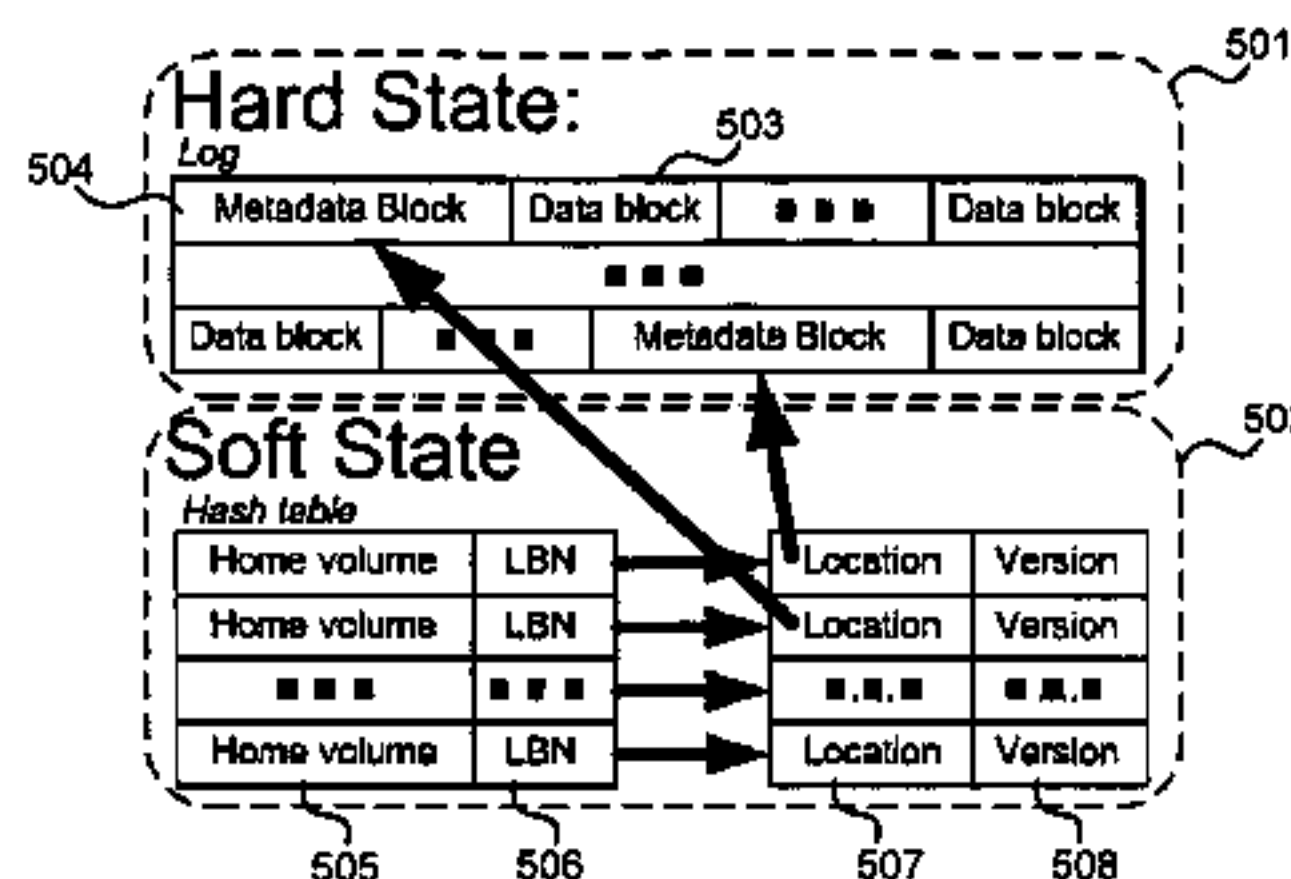 501
Hard State:
503
Log
504
Metadata Block Data block ■ ■ ■ Data block
■ ■ ■
Data block ■ ■ ■ Metadate Block Data block
502
Soft State
Hash table
Home volume LBN Location Version
Home volume LBN Location Version
■ ■ ■ ■ ■ ■ ■ ■ ■ ■ ■ ■
Home volume LBN Location Version
505 506 507 508